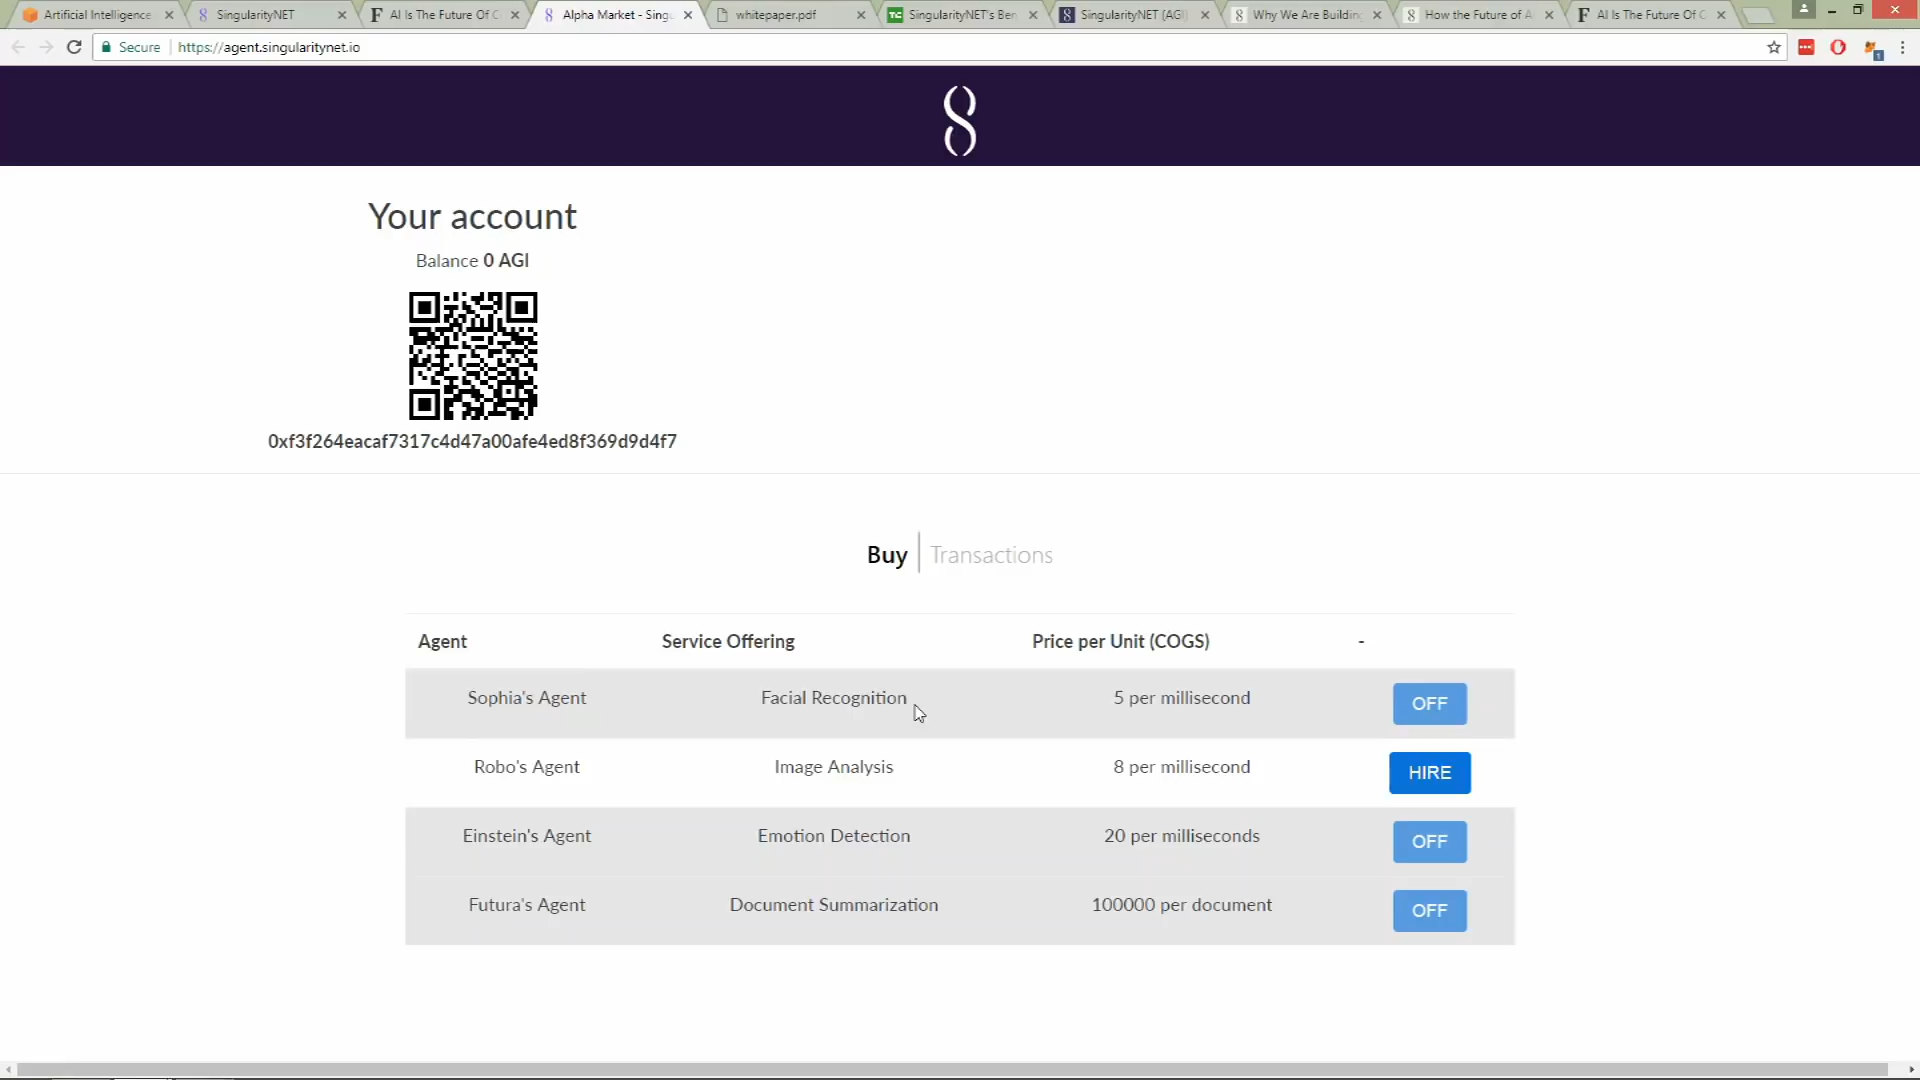 Artificial Intelligence
SingularityNET
AI Is The Future Of C
Alpha Market - Sing
whitepaper.pdf
SingularityNET's Ben
SingularityNET (AGI)
Why We Are Building
How the Future of A
AI Is The Future Of C
Secure
https://agent.singularitynet.io
Your account
Balance 0 AGI
0xf3f264eacaf7317c4d47a00afe4ed8f369d9d4f7
Buy
Transactions
Agent Service Offering Price per Unit (COGS) -
Sophia's Agent Facial Recognition 5 per millisecond OFF
Robo's Agent Image Analysis 8 per millisecond HIRE
Einstein's Agent Emotion Detection 20 per milliseconds OFF
Futura's Agent Document Summarization 100000 per document OFF